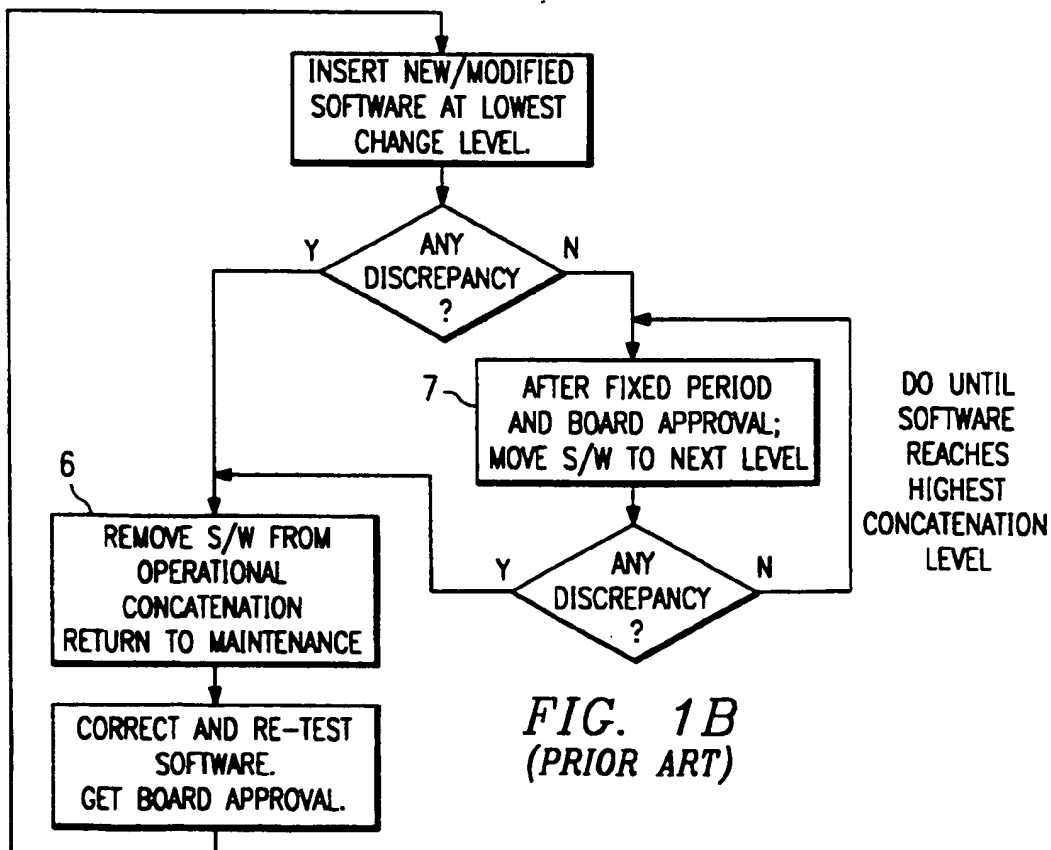 INSERT NEW/MODIFIED
SOFTWARE AT LOWEST
CHANGE LEVEL.
Y
ANY
DISCREPANCY
?
N
7
AFTER FIXED PERIOD
AND BOARD APPROVAL;
MOVE S/W TO NEXT LEVEL
DO UNTIL
SOFTWARE
REACHES
HIGHEST
CONCATENATION
LEVEL
6
REMOVE S/W FROM
OPERATIONAL
CONCATENATION
RETURN TO MAINTENANCE
Y
ANY
DISCREPANCY
?
N
CORRECT AND RE-TEST
SOFTWARE.
GET BOARD APPROVAL.
FIG. 1B
(PRIOR ART)